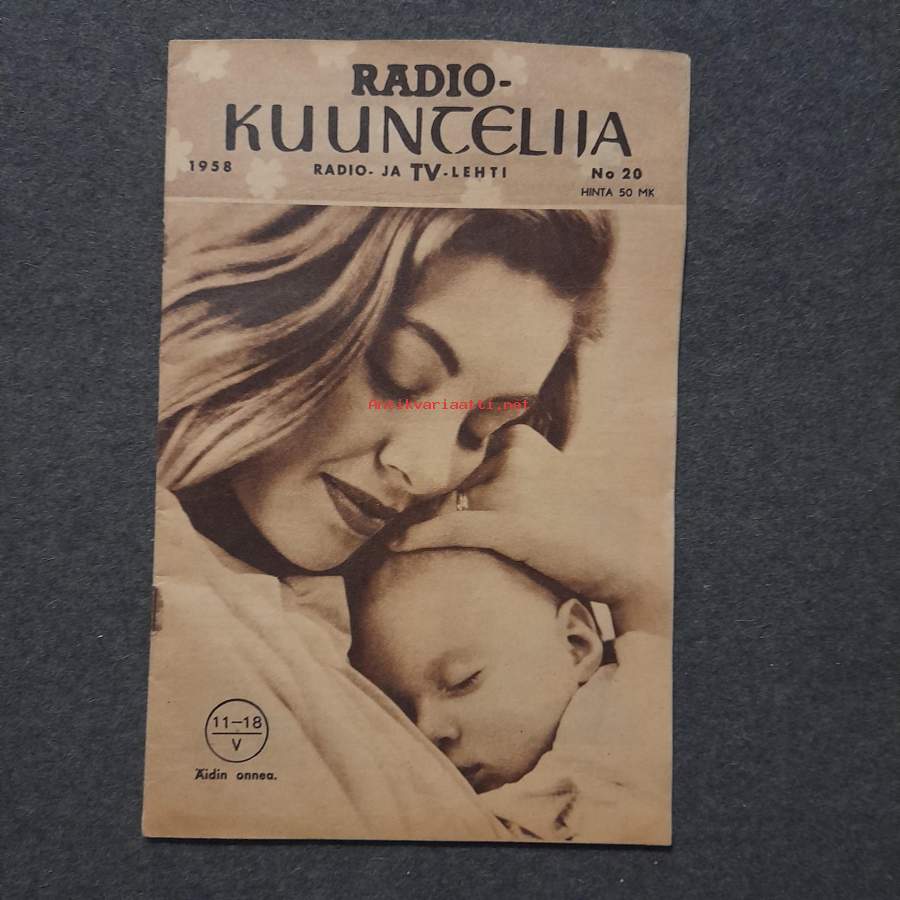 RADIO-
KUUNTELIJA
1958 RADIO- JA TV-LEHTI No 20
HINTA 50 MK
Antikvariaatti.net
11–18
V
Äidin onnea.